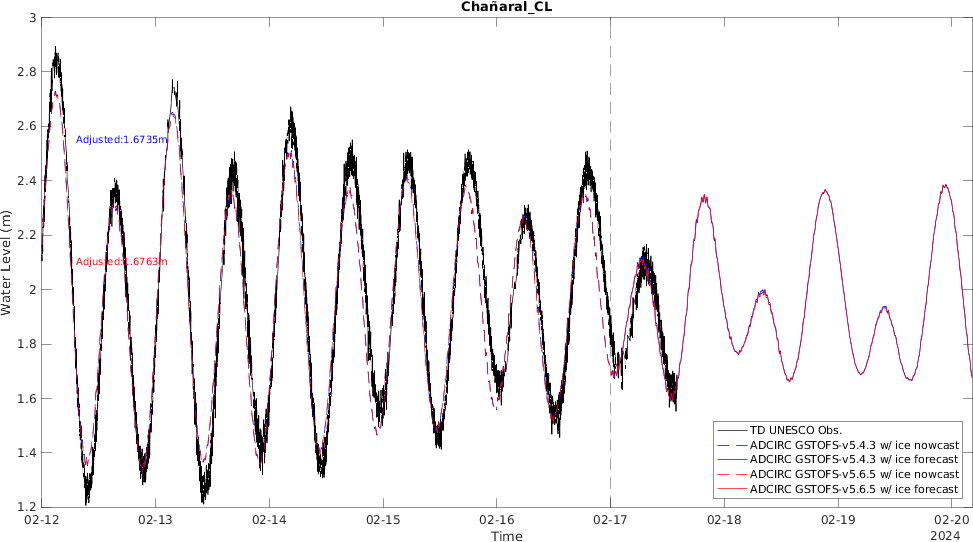 Chañaral_CL
3
2.8
2.6
2.4
2.2
2
1.8
1.6
1.4
1.2
Water Level (m)
Adjusted:1.6735m
Adjusted:1.6763m
TD UNESCO Obs.
ADCIRC GSTOFS-v5.4.3 w/ ice nowcast
ADCIRC GSTOFS-v5.4.3 w/ ice forecast
ADCIRC GSTOFS-v5.6.5 w/ ice nowcast
ADCIRC GSTOFS-v5.6.5 w/ ice forecast
02-12 02-13 02-14 02-15 02-16 02-17 02-18 02-19 02-20
2024
Time